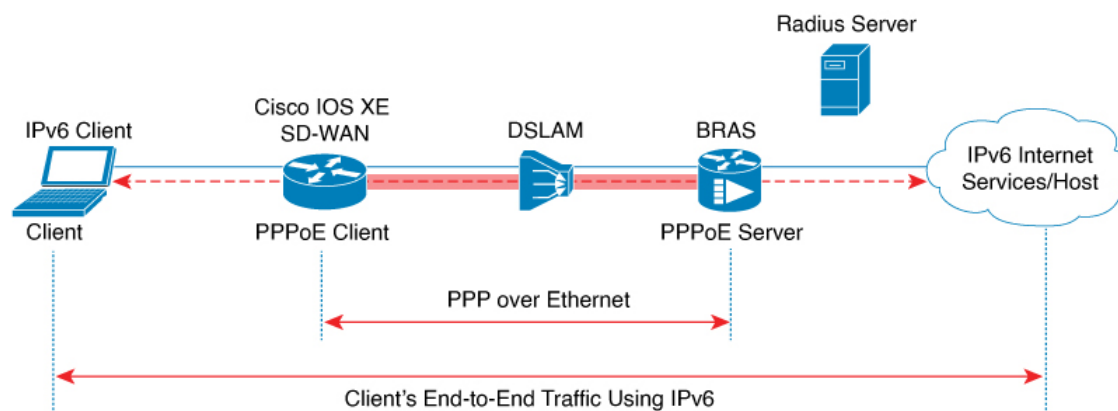 Radius Server
Cisco IOS XE
SD-WAN
IPv6 Client
DSLAM
BRAS
IPv6 Internet
Services/Host
Client
PPPoE Client
PPPoE Server
PPP over Ethernet
Client's End-to-End Traffic Using IPv6